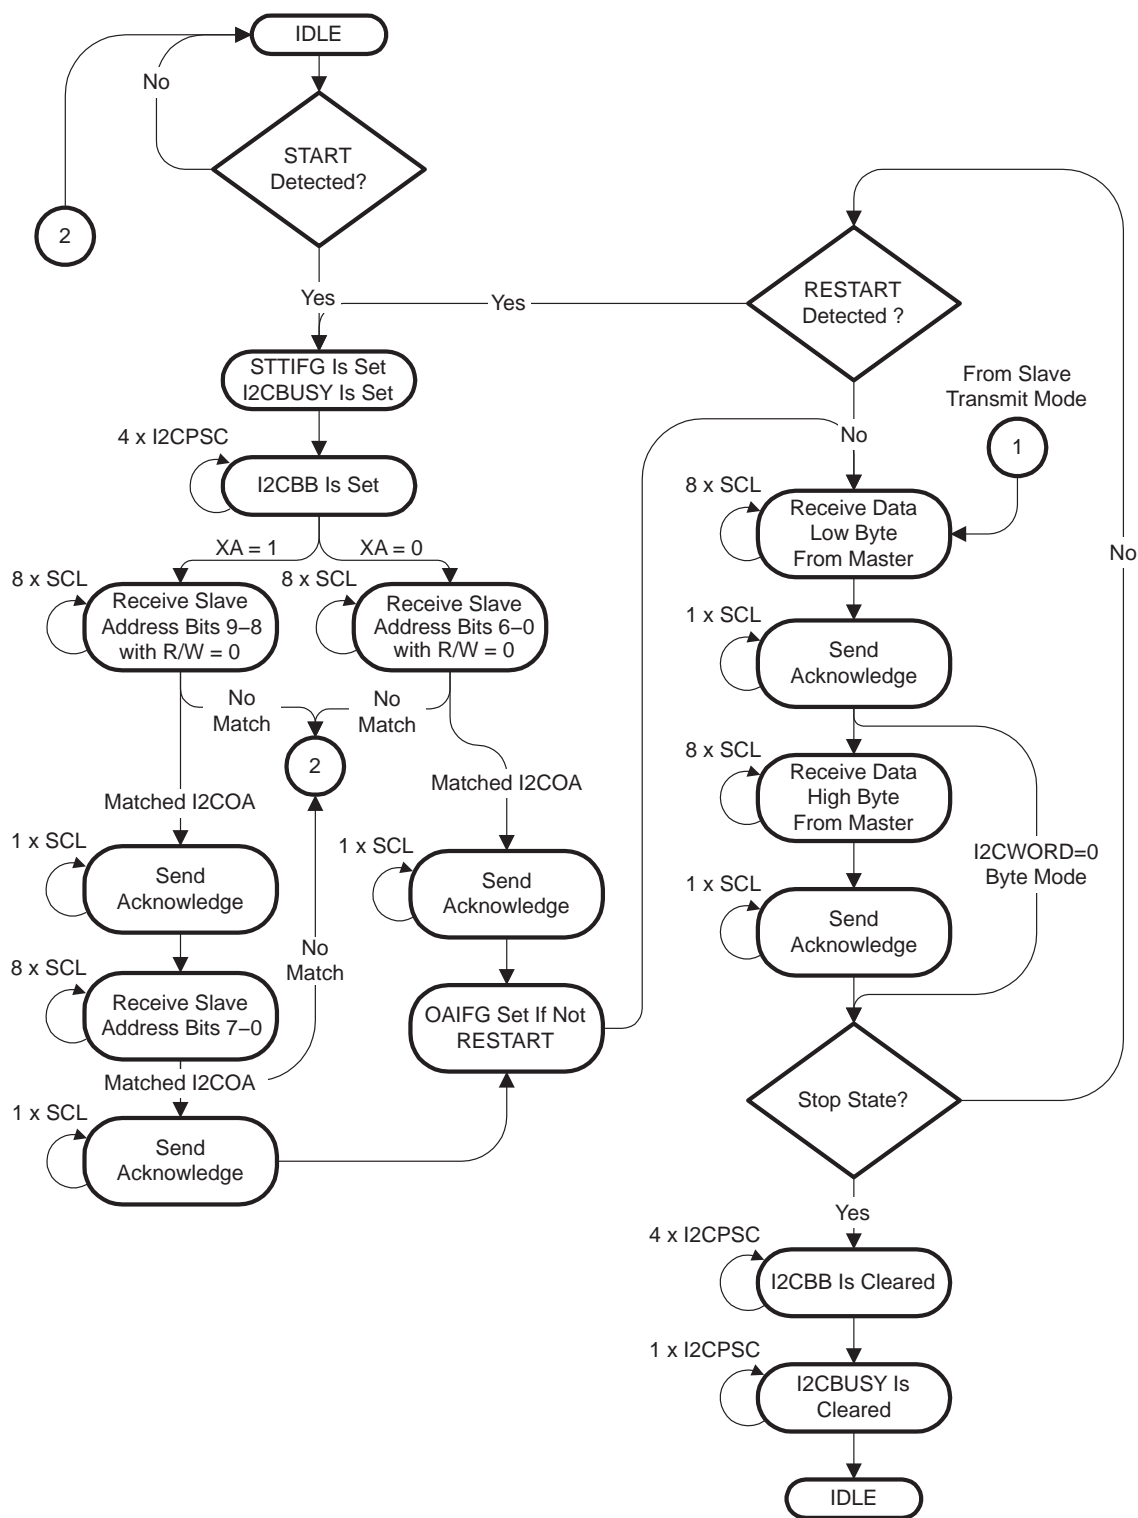 IDLE
No
START
Detected?
2
Yes
Yes
RESTART
Detected ?
STTIFG Is Set
I2CBUSY Is Set
From Slave
Transmit Mode
1
No
4 x I2CPSC
I2CBB Is Set
XA = 1
XA = 0
8 x SCL
Receive Slave
Address Bits 9–8
with R/W = 0
8 x SCL
Receive Slave
Address Bits 6–0
with R/W = 0
No
Match
No
Match
2
Matched I2COA
Matched I2COA
1 x SCL
Send
Acknowledge
1 x SCL
Send
Acknowledge
8 x SCL
Receive Slave
Address Bits 7–0
No
Match
OAIFG Set If Not
RESTART
Matched I2COA
1 x SCL
Send
Acknowledge
8 x SCL
Receive Data
Low Byte
From Master
No
1 x SCL
Send
Acknowledge
8 x SCL
Receive Data
High Byte
From Master
I2CWORD=0
Byte Mode
1 x SCL
Send
Acknowledge
Stop State?
Yes
4 x I2CPSC
I2CBB Is Cleared
1 x I2CPSC
I2CBUSY Is
Cleared
IDLE